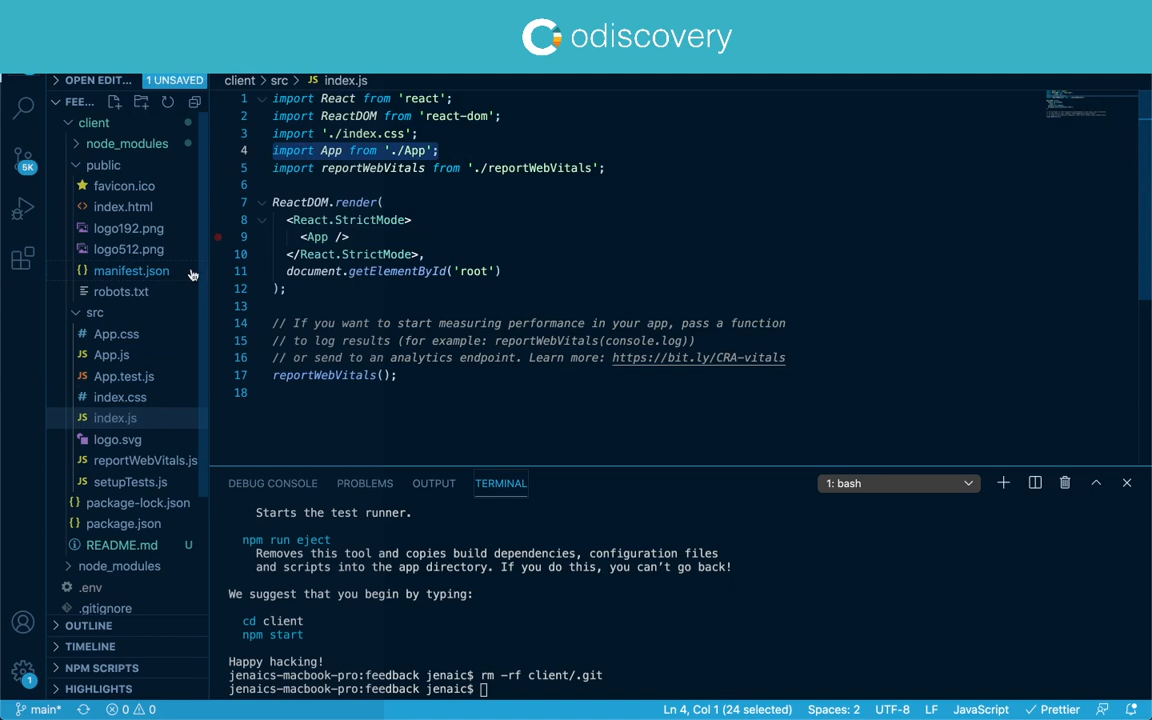 odiscovery
OPEN EDIT... 1 UNSAVED
FEE...
client
node_modules
public
favicon.ico
index.html
logo192.png
logo512.png
manifest.json
robots.txt
src
App.css
App.js
App.test.js
index.css
index.js
logo.svg
reportWebVitals.js
setupTests.js
package-lock.json
package.json
README.md U
node_modules
.env
.gitignore
OUTLINE
TIMELINE
NPM SCRIPTS
HIGHLIGHTS
5K
1
client > src > JS index.js
1 import React from 'react';
2 import ReactDOM from 'react-dom';
3 import './index.css';
4 import App from './App';
5 import reportWebVitals from './reportWebVitals';
6
7 ReactDOM.render(
8 <React.StrictMode>
9 <App />
10 </React.StrictMode>,
11 document.getElementById('root')
12 );
13
14 // If you want to start measuring performance in your app, pass a function
15 // to log results (for example: reportWebVitals(console.log))
16 // or send to an analytics endpoint. Learn more: https://bit.ly/CRA-vitals
17 reportWebVitals();
18
DEBUG CONSOLE PROBLEMS OUTPUT TERMINAL 1: bash
Starts the test runner.
npm run eject
Removes this tool and copies build dependencies, configuration files
and scripts into the app directory. If you do this, you can't go back!
We suggest that you begin by typing:
cd client
npm start
Happy hacking!
jenaics-macbook-pro:feedback jenaic$ rm -rf client/.git
jenaics-macbook-pro:feedback jenaic$
main* 0 0 Ln 4, Col 1 (24 selected) Spaces: 2 UTF-8 LF JavaScript Prettier